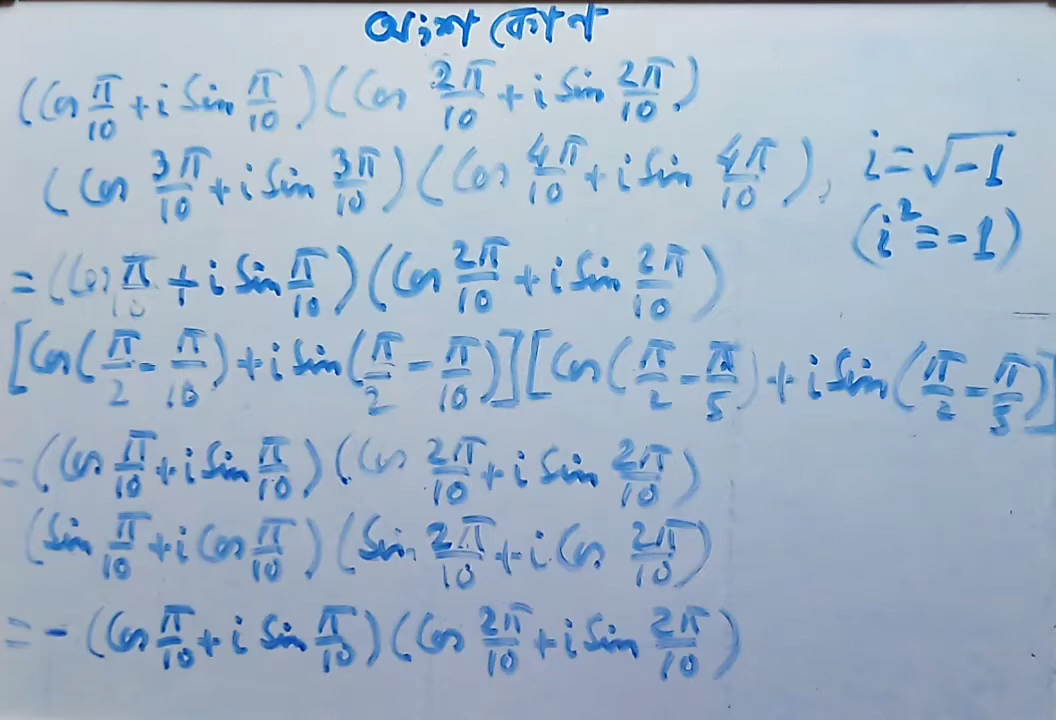 (Cos π/10 + i Sin π/10)(Cos 2π/10 + i Sin 2π/10)
(Cos 3π/10 + i Sin 3π/10)(Cos 4π/10 + i Sin 4π/10), i = √-1
(i² = -1)
= (Cos π/10 + i Sin π/10)(Cos 2π/10 + i Sin 2π/10)
[Cos(π/2 - π/10) + i Sin(π/2 - π/10)][Cos(π/2 - π/5) + i Sin(π/2 - π/5)]
= (Cos π/10 + i Sin π/10)(Cos 2π/10 + i Sin 2π/10)
(Sin π/10 + i Cos π/10)(Sin 2π/10 + i Cos 2π/10)
= - (Cos π/10 + i Sin π/10)(Cos 2π/10 + i Sin 2π/10)